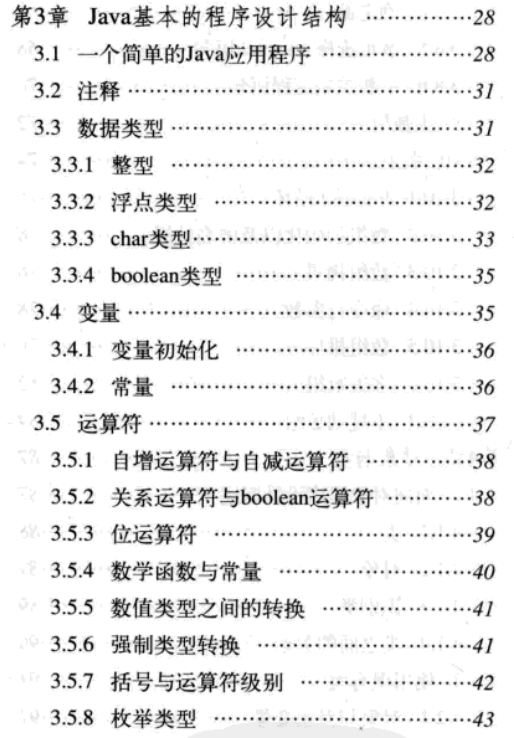 第3章 Java基本的程序设计结构 ……………28
3.1 一个简单的Java应用程序 ……………28
3.2 注释 ……………31
3.3 数据类型 ……………31
3.3.1 整型 ……………32
3.3.2 浮点类型 ……………32
3.3.3 char类型 ……………33
3.3.4 boolean类型 ……………35
3.4 变量 ……………35
3.4.1 变量初始化 ……………36
3.4.2 常量 ……………36
3.5 运算符 ……………37
3.5.1 自增运算符与自减运算符 ……………38
3.5.2 关系运算符与boolean运算符 ……………38
3.5.3 位运算符 ……………39
3.5.4 数学函数与常量 ……………40
3.5.5 数值类型之间的转换 ……………41
3.5.6 强制类型转换 ……………41
3.5.7 括号与运算符级别 ……………42
3.5.8 枚举类型 ……………43